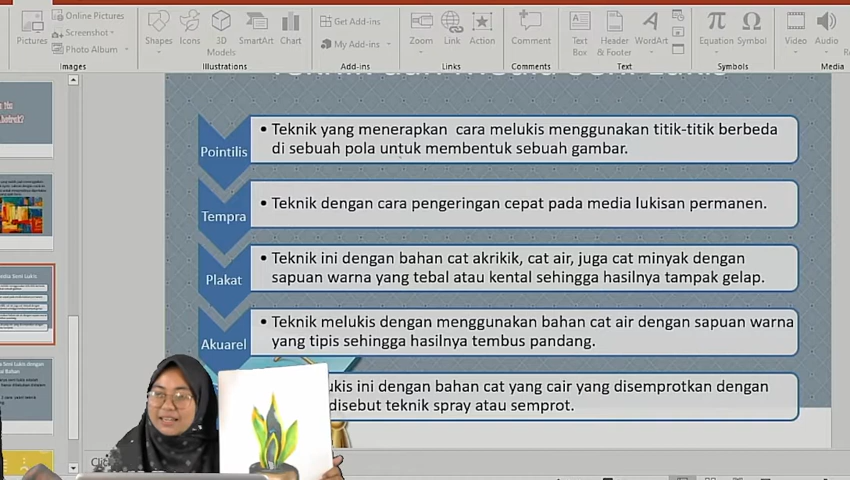 Online Pictures
Screenshot
Photo Album
Pictures
Shapes
Icons
3D
Models
SmartArt
Chart
Get Add-ins
My Add-ins
Zoom
Link
Action
Comment
Text
Box
Header
& Footer
WordArt
Equation
Symbol
Video
Audio
Images
Illustrations
Add-ins
Links
Comments
Text
Symbols
Media
Pointilis
• Teknik yang menerapkan cara melukis menggunakan titik-titik berbeda
di sebuah pola untuk membentuk sebuah gambar.
Tempra
• Teknik dengan cara pengeringan cepat pada media lukisan permanen.
Plakat
• Teknik ini dengan bahan cat akrikik, cat air, juga cat minyak dengan
sapuan warna yang tebal atau kental sehingga hasilnya tampak gelap.
Akuarel
• Teknik melukis dengan menggunakan bahan cat air dengan sapuan warna
yang tipis sehingga hasilnya tembus pandang.
ini dengan bahan cat yang cair yang disemprotkan dengan
disebut teknik spray atau semprot.